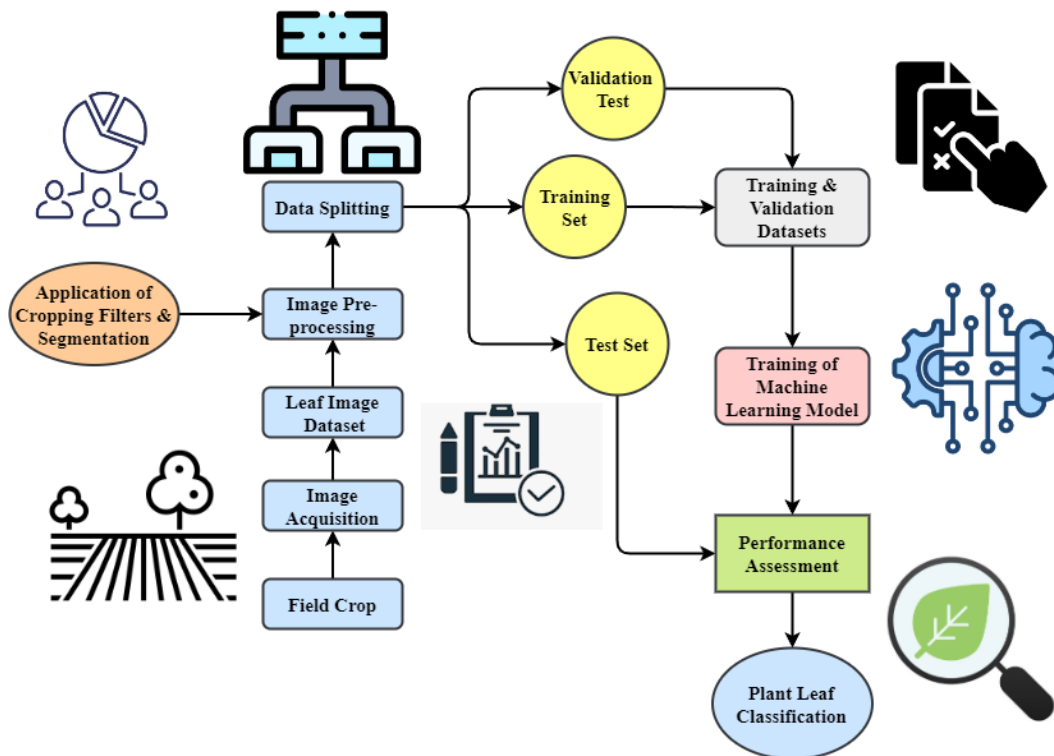 Validation
Test
Data Splitting
Training
Set
Training &
Validation
Datasets
Application of
Cropping Filters &
Segmentation
Image Pre-
processing
Test Set
Training of
Machine
Learning Model
Leaf Image
Dataset
Image
Acquisition
Performance
Assessment
Field Crop
Plant Leaf
Classification